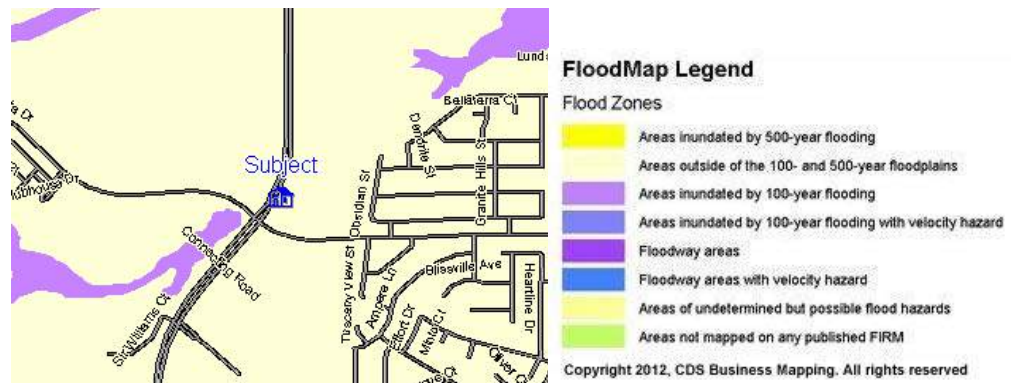 Lund
Bellaterra Ct
Dendrite St
Granite Hills St
Obsidian St
Subject
Connecting Road
Sir Williams Ct
Tuscany View St
Ampere Ln
Blissville Ave
Heartline Dr
Effort Dr
Oliver
FloodMap Legend
Flood Zones
Areas inundated by 500-year flooding
Areas outside of the 100- and 500-year floodplains
Areas inundated by 100-year flooding
Areas inundated by 100-year flooding with velocity hazard
Floodway areas
Floodway areas with velocity hazard
Areas of undetermined but possible flood hazards
Areas not mapped on any published FIRM
Copyright 2012, CDS Business Mapping. All rights reserved